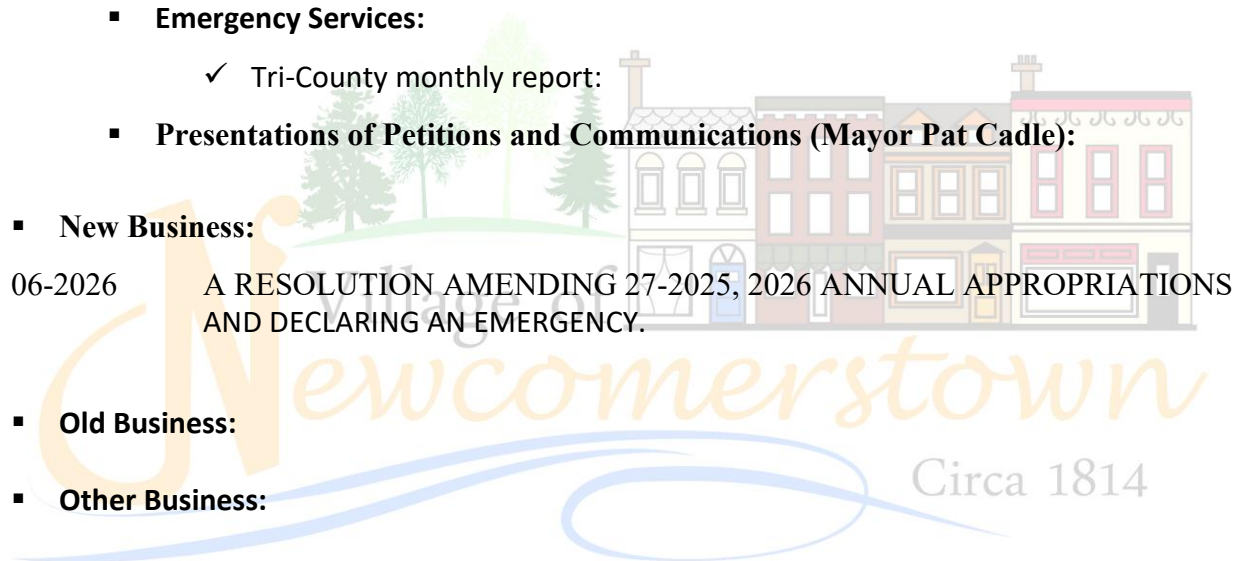 ▪ Emergency Services:
✓ Tri-County monthly report:
▪ Presentations of Petitions and Communications (Mayor Pat Cadle):
▪ New Business:
06-2026 A RESOLUTION AMENDING 27-2025, 2026 ANNUAL APPROPRIATIONS
AND DECLARING AN EMERGENCY.
Village of
Newcomerstown
▪ Old Business:
Circa 1814
▪ Other Business: